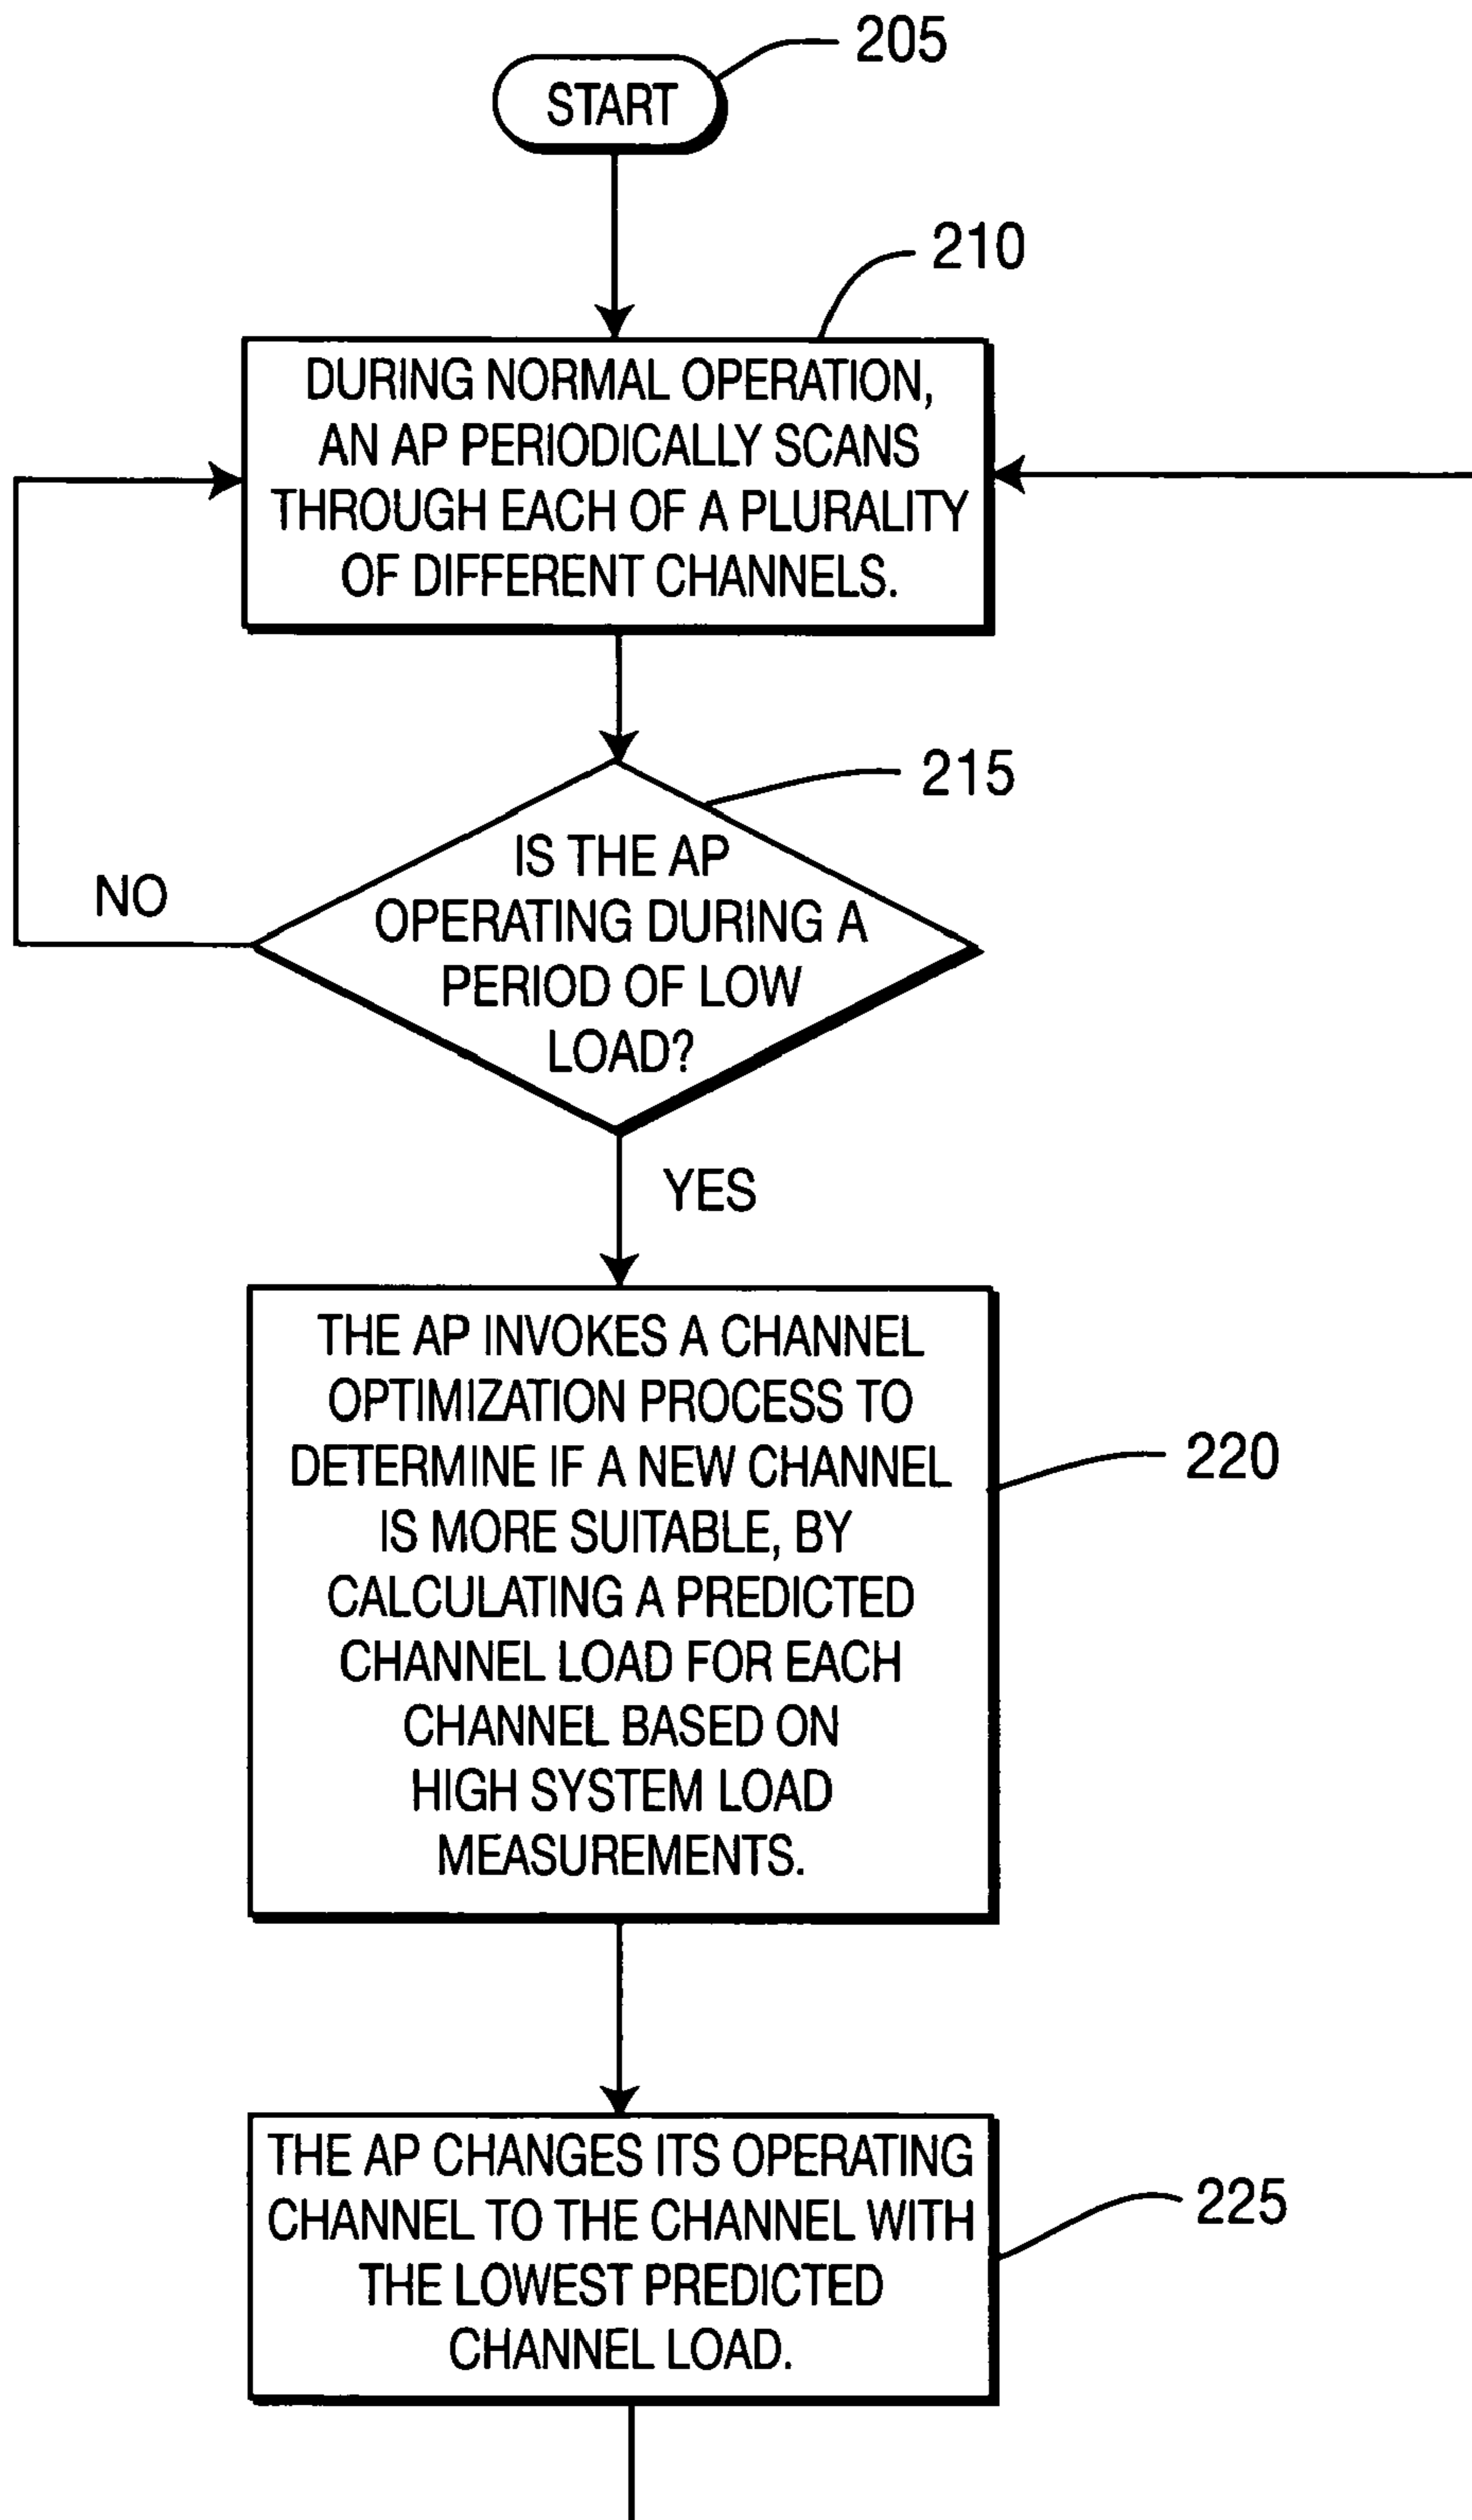 205
START
210
DURING NORMAL OPERATION,
AN AP PERIODICALLY SCANS
THROUGH EACH OF A PLURALITY
OF DIFFERENT CHANNELS.
215
IS THE AP
OPERATING DURING A
PERIOD OF LOW
LOAD?
NO
YES
THE AP INVOKES A CHANNEL
OPTIMIZATION PROCESS TO
DETERMINE IF A NEW CHANNEL
IS MORE SUITABLE, BY
CALCULATING A PREDICTED
CHANNEL LOAD FOR EACH
CHANNEL BASED ON
HIGH SYSTEM LOAD
MEASUREMENTS.
220
THE AP CHANGES ITS OPERATING
CHANNEL TO THE CHANNEL WITH
THE LOWEST PREDICTED
CHANNEL LOAD.
225